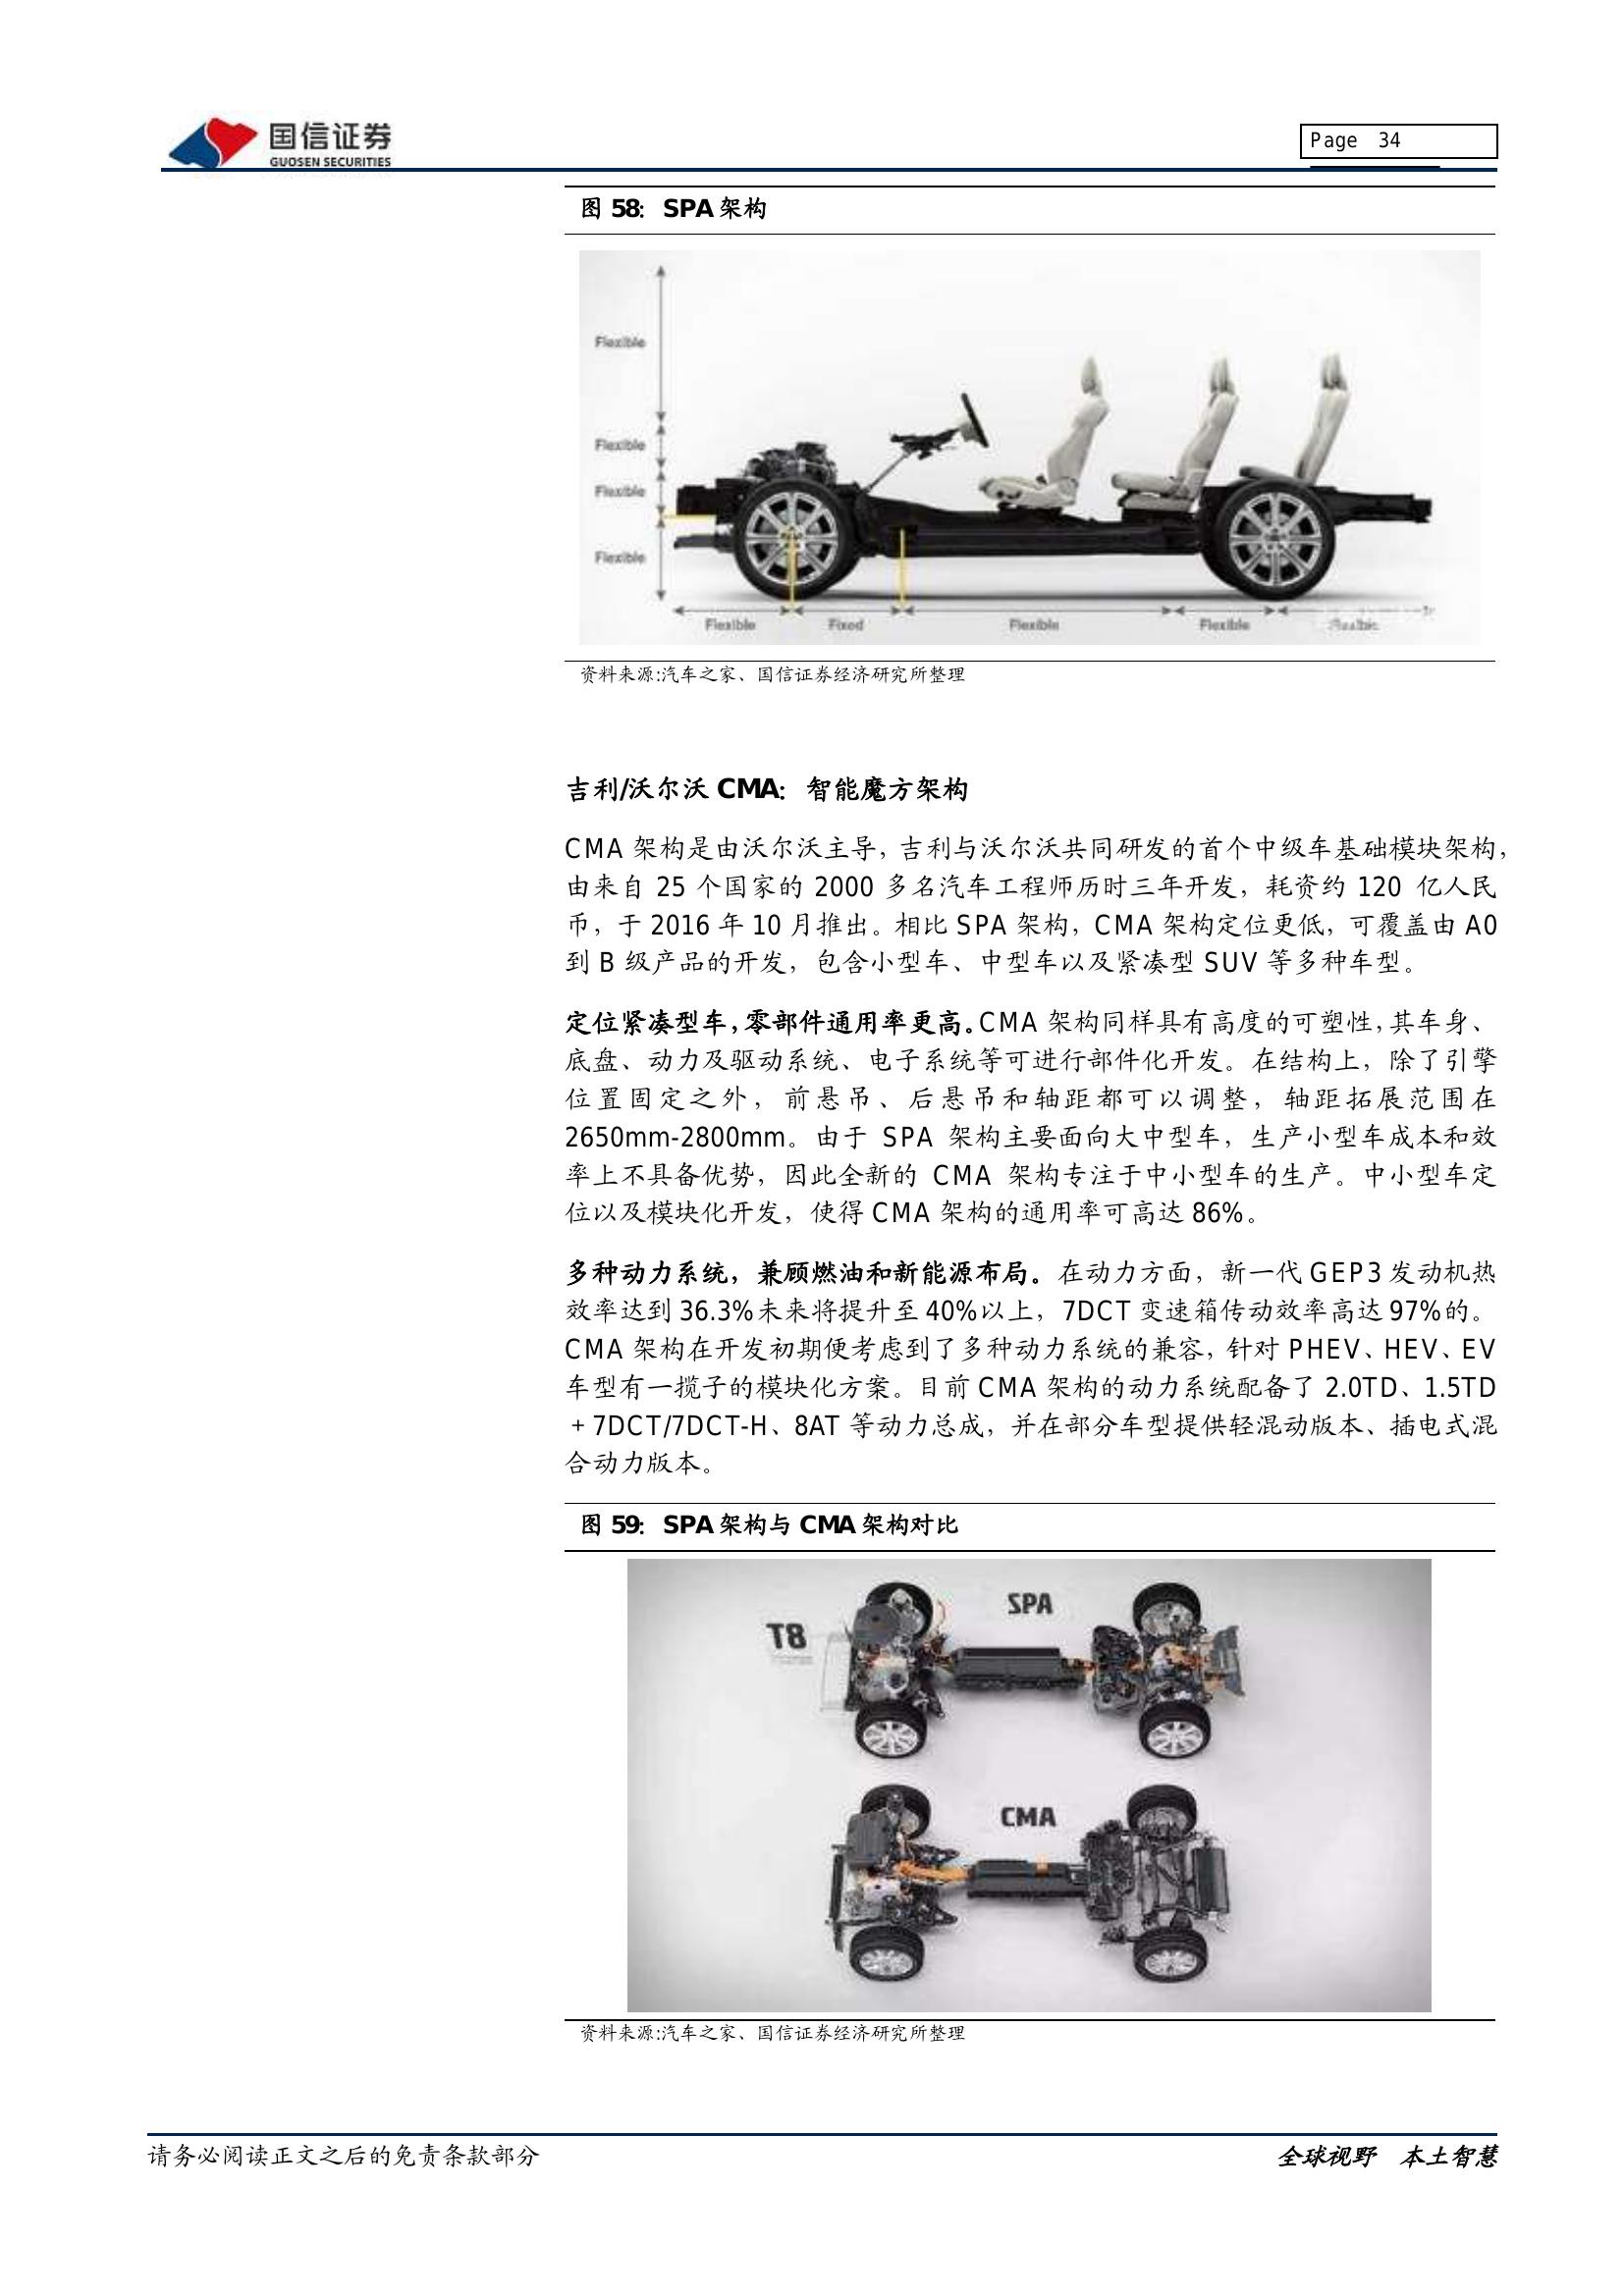 国信证券
GUOSEN SECURITIES
Page 34
图 58：SPA 架构
Flexible
Flexible
Flexible
Flexible
Flexible
Fixed
Flexible
Flexible
Flexible
资料来源:汽车之家、国信证券经济研究所整理
吉利/沃尔沃 CMA：智能魔方架构
CMA 架构是由沃尔沃主导，吉利与沃尔沃共同研发的首个中级车基础模块架构，
由来自 25 个国家的 2000 多名汽车工程师历时三年开发，耗资约 120 亿人民
币，于 2016 年 10 月推出。相比 SPA 架构，CMA 架构定位更低，可覆盖由 A0
到 B 级产品的开发，包含小型车、中型车以及紧凑型 SUV 等多种车型。
定位紧凑型车，零部件通用率更高。CMA 架构同样具有高度的可塑性，其车身、
底盘、动力及驱动系统、电子系统等可进行部件化开发。在结构上，除了引擎
位置固定之外，前悬吊、后悬吊和轴距都可以调整，轴距拓展范围在
2650mm-2800mm。由于 SPA 架构主要面向大中型车，生产小型车成本和效
率上不具备优势，因此全新的 CMA 架构专注于中小型车的生产。中小型车定
位以及模块化开发，使得 CMA 架构的通用率可高达 86%。
多种动力系统，兼顾燃油和新能源布局。在动力方面，新一代 GEP3 发动机热
效率达到 36.3%未来将提升至 40%以上，7DCT 变速箱传动效率高达 97%的。
CMA 架构在开发初期便考虑到了多种动力系统的兼容，针对 PHEV、HEV、EV
车型有一揽子的模块化方案。目前 CMA 架构的动力系统配备了 2.0TD、1.5TD
+ 7DCT/7DCT-H、8AT 等动力总成，并在部分车型提供轻混动版本、插电式混
合动力版本。
图 59：SPA 架构与 CMA 架构对比
SPA
T8
CMA
资料来源:汽车之家、国信证券经济研究所整理
请务必阅读正文之后的免责条款部分
全球视野 本土智慧